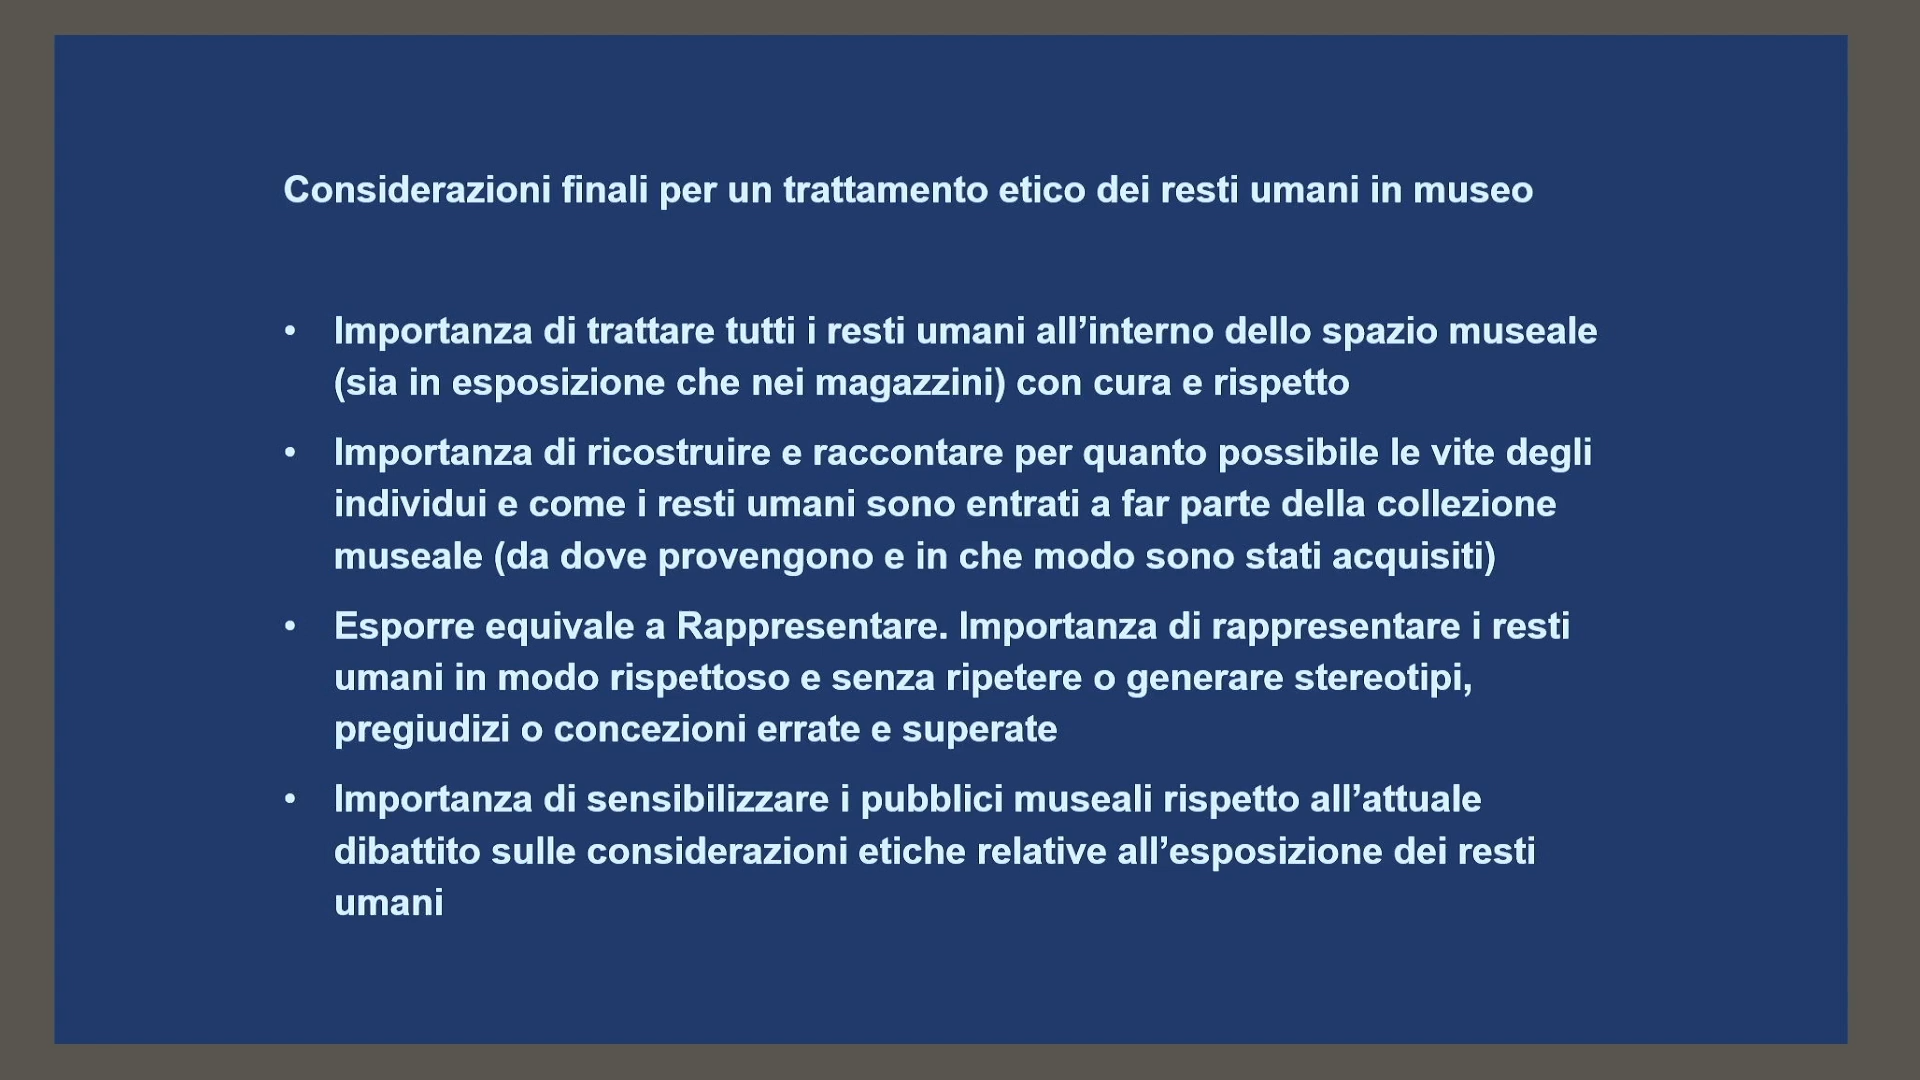 Considerazioni finali per un trattamento etico dei resti umani in museo
• Importanza di trattare tutti i resti umani all’interno dello spazio museale
(sia in esposizione che nei magazzini) con cura e rispetto
• Importanza di ricostruire e raccontare per quanto possibile le vite degli
individui e come i resti umani sono entrati a far parte della collezione
museale (da dove provengono e in che modo sono stati acquisiti)
• Esporre equivale a Rappresentare. Importanza di rappresentare i resti
umani in modo rispettoso e senza ripetere o generare stereotipi,
pregiudizi o concezioni errate e superate
• Importanza di sensibilizzare i pubblici museali rispetto all’attuale
dibattito sulle considerazioni etiche relative all’esposizione dei resti
umani